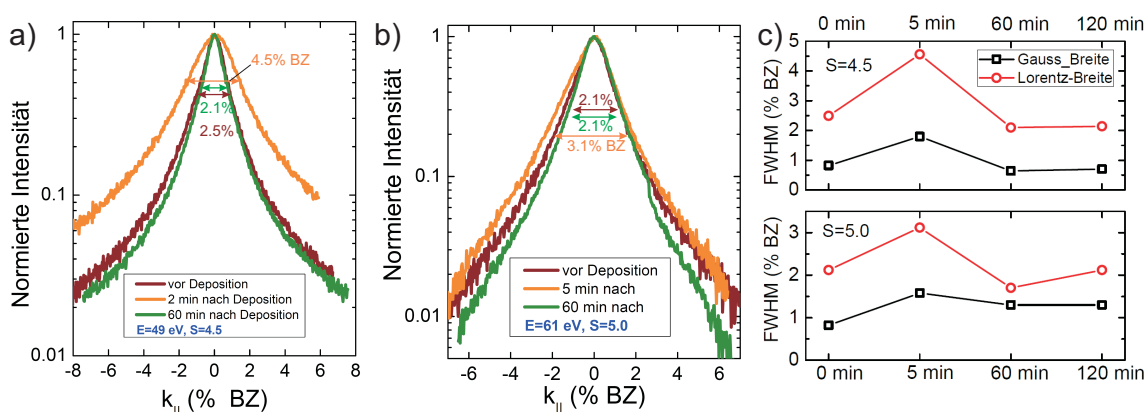 a)
Normierte Intensität
1
0.1
0.01
4.5% BZ
2.1%
2.5%
vor Deposition
2 min nach Deposition
60 min nach Deposition
E=49 eV, S=4.5
-8 -6 -4 -2 0 2 4 6 8
k|| (% BZ)
b)
Normierte Intensität
1
0.1
0.01
2.1%
2.1%
3.1% BZ
vor Deposition
5 min nach
60 min nach
E=61 eV, S=5.0
-6 -4 -2 0 2 4 6
k|| (% BZ)
c)
0 min 5 min 60 min 120 min
FWHM (% BZ)
5
4
3
2
1
0
S=4.5
Gauss_Breite
Lorentz-Breite
FWHM (% BZ)
3
2
1
0
S=5.0
0 min 5 min 60 min 120 min